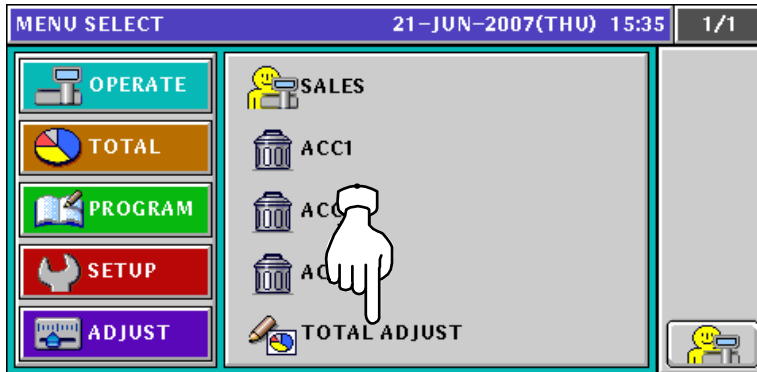 MENU SELECT 21-JUN-2007(THU) 15:35 1/1
OPERATE
TOTAL
PROGRAM
SETUP
ADJUST
SALES
ACC1
TOTAL ADJUST